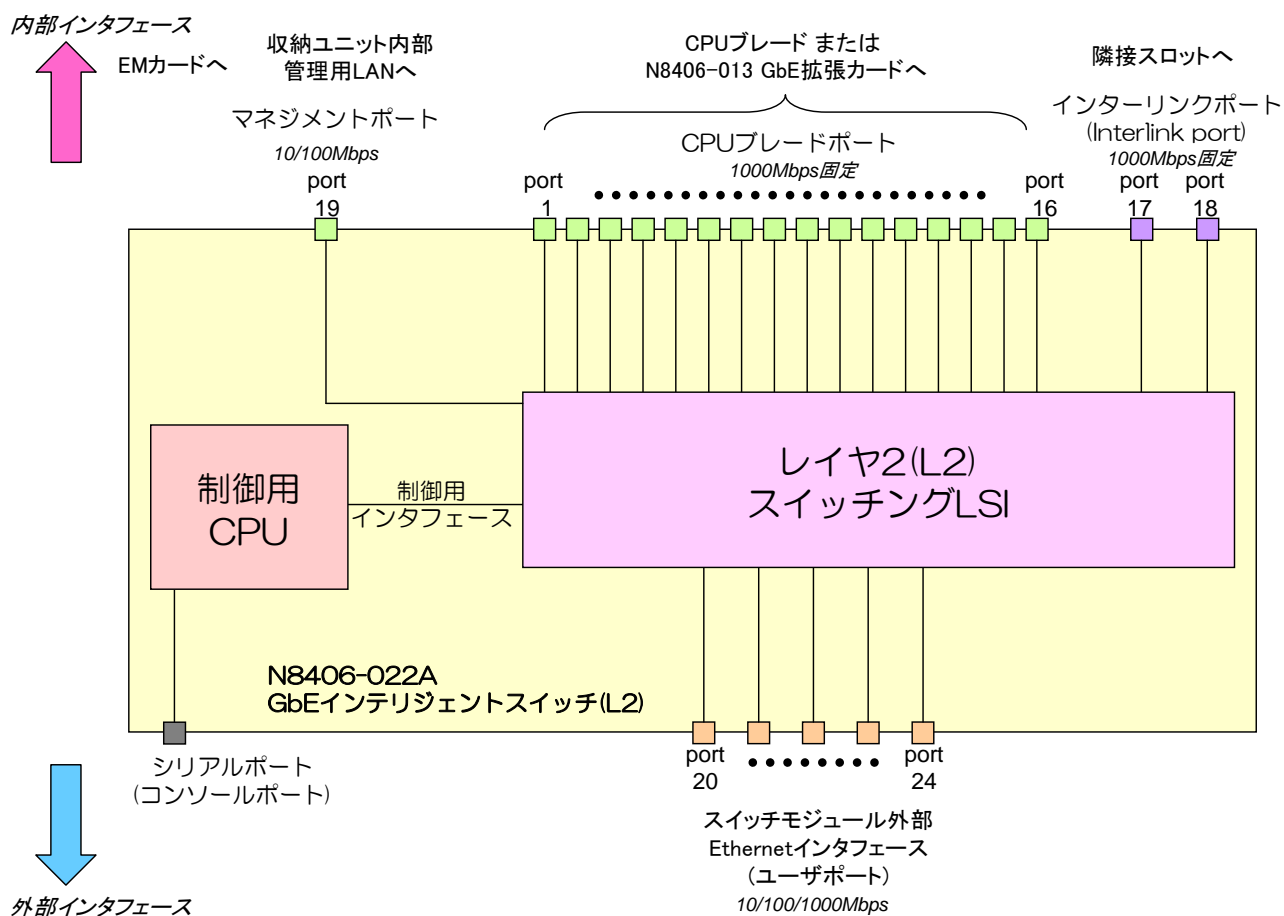 内部インタフェース
EMカードへ
収納ユニット内部
管理用LANへ
マネジメントポート
10/100Mbps
port
19
CPUブレード または
N8406-013 GbE拡張カードへ
CPUブレードポート
1000Mbps固定
port
1
port
16
隣接スロットへ
インターリンクポート
(Interlink port)
1000Mbps固定
port
17
port
18
制御用
CPU
制御用
インタフェース
レイヤ2(L2)
スイッチングLSI
N8406-022A
GbEインテリジェントスイッチ(L2)
シリアルポート
(コンソールポート)
port
20
port
24
スイッチモジュール外部
Ethernetインタフェース
(ユーザポート)
10/100/1000Mbps
外部インタフェース